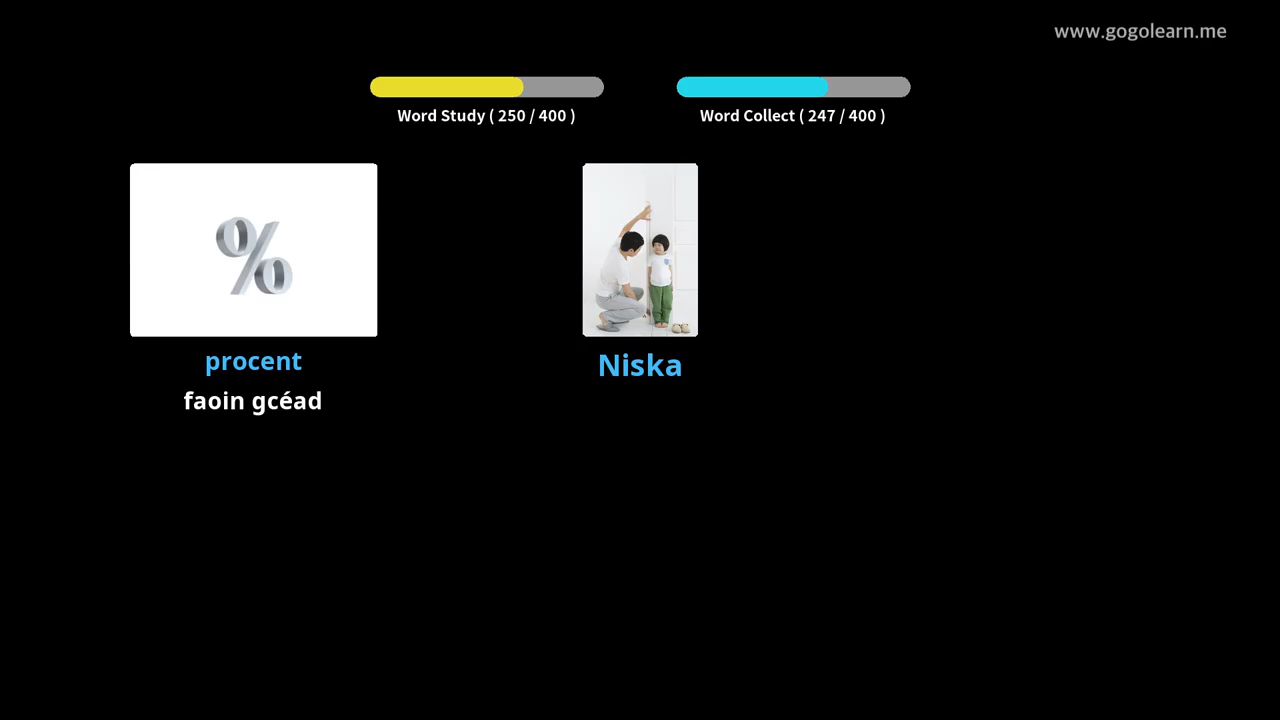 www.gogolearn.me
Word Study ( 250 / 400 )
Word Collect ( 247 / 400 )
%
procent
faoin gcéad
Niska